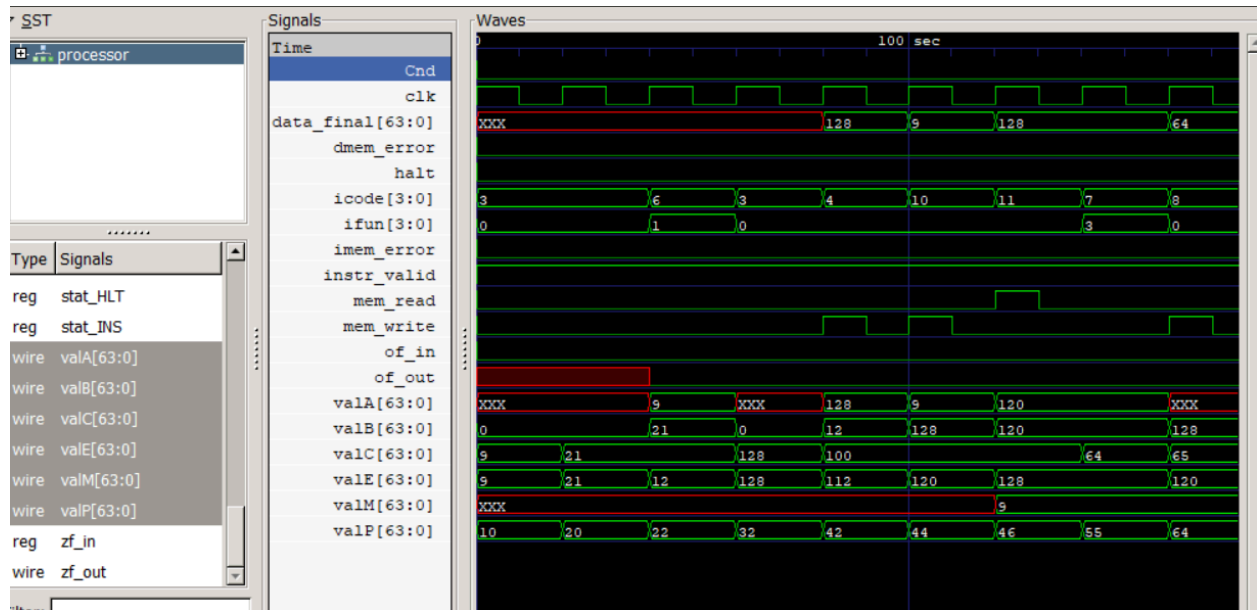 SST
processor
Type Signals
reg stat_HLT
reg stat_INS
wire valA[63:0]
wire valB[63:0]
wire valC[63:0]
wire valE[63:0]
wire valM[63:0]
wire valP[63:0]
reg zf_in
wire zf_out
Signals
Time
Cnd
clk
data_final[63:0]
dmem_error
halt
icode[3:0]
ifun[3:0]
imem_error
instr_valid
mem_read
mem_write
of_in
of_out
valA[63:0]
valB[63:0]
valC[63:0]
valE[63:0]
valM[63:0]
valP[63:0]
Waves
0 100 sec
XXX 128 9 128 64
3 6 3 4 10 11 7 8
0 1 0 3 0
XXX 9 XXX 128 9 120 XXX
0 21 0 12 128 120 128
9 21 128 100 64 65
9 21 12 128 112 120 128 120
XXX 9
10 20 22 32 42 44 46 55 64